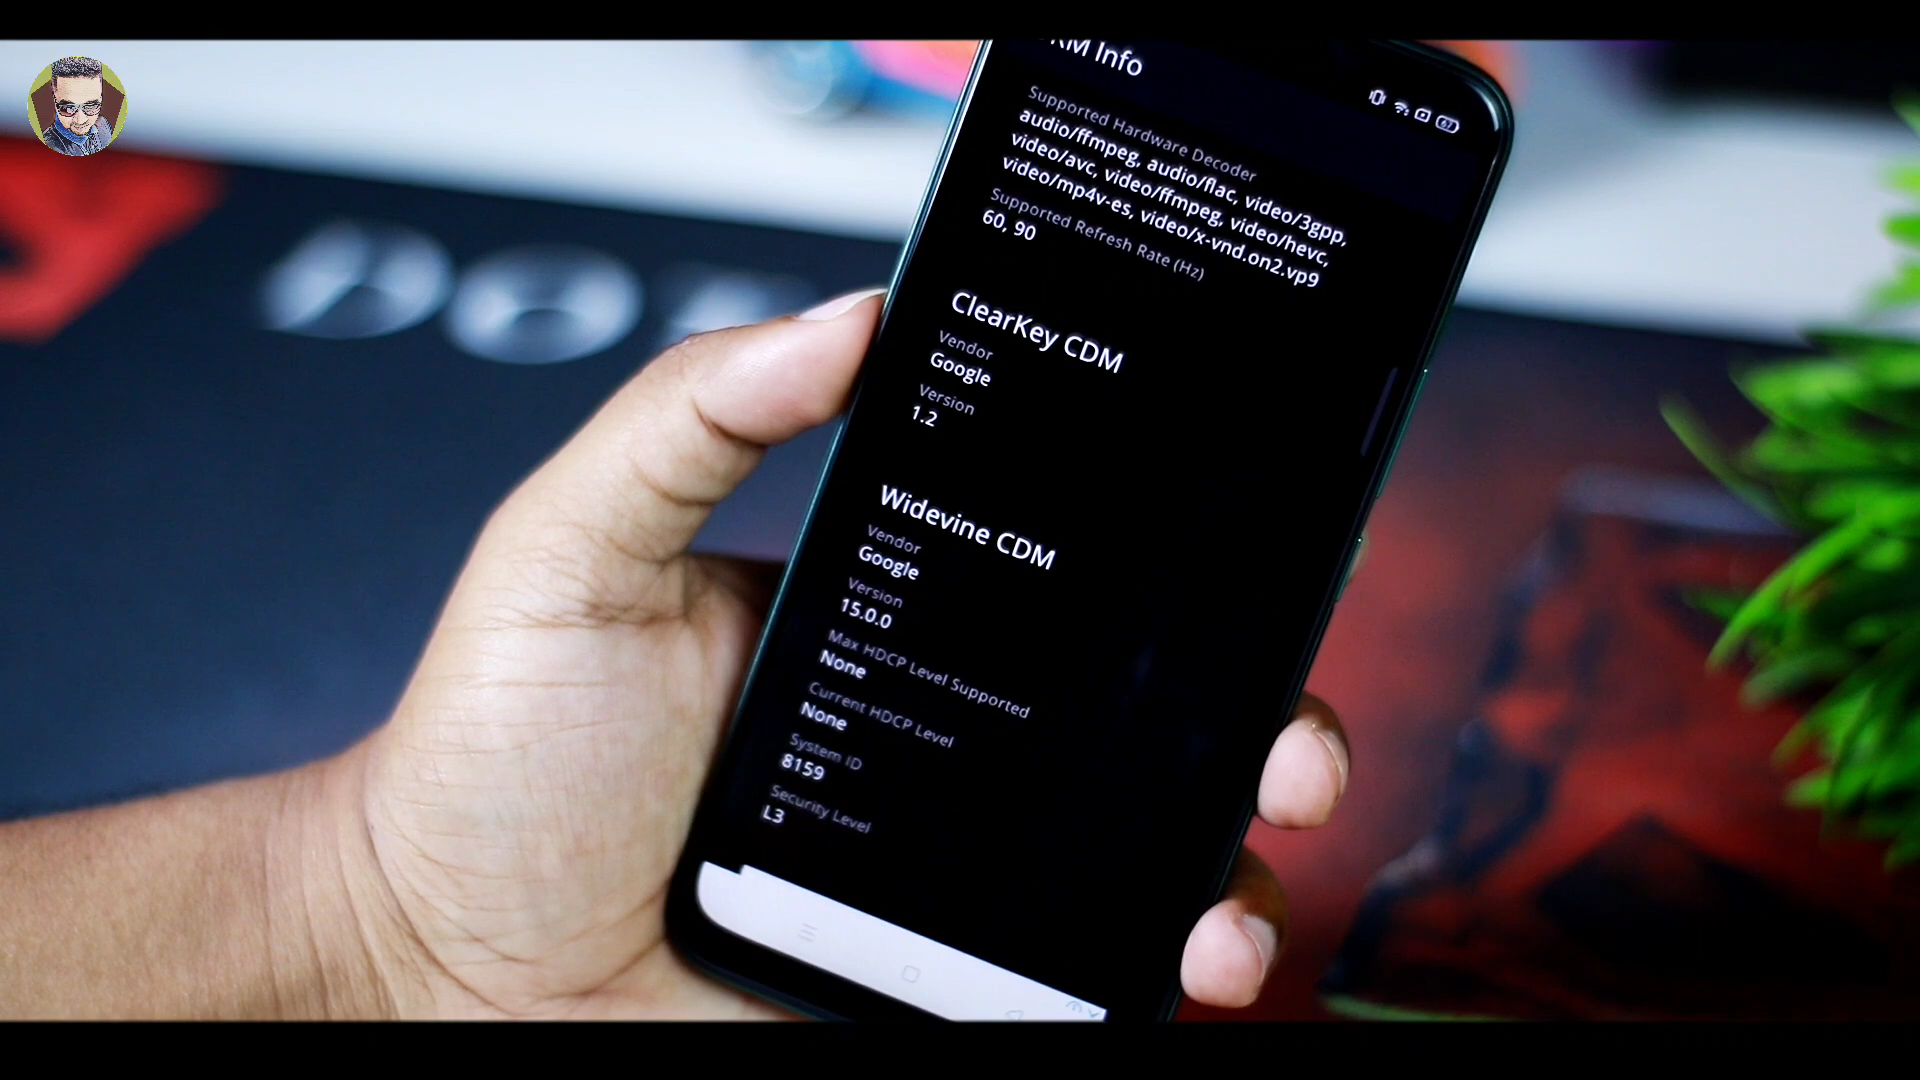 RM Info
67
Supported Hardware Decoder
audio/ffmpeg, audio/flac, video/3gpp,
video/avc, video/ffmpeg, video/hevc,
video/mp4v-es, video/x-vnd.on2.vp9
Supported Refresh Rate (Hz)
60, 90
ClearKey CDM
Vendor
Google
Version
1.2
Widevine CDM
Vendor
Google
Version
15.0.0
Max HDCP Level Supported
None
Current HDCP Level
None
System ID
8159
Security Level
L3